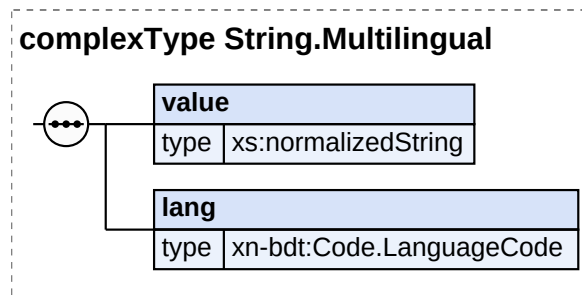 complexType String.Multilingual
value
type xs:normalizedString
lang
type xn-bdt:Code.LanguageCode